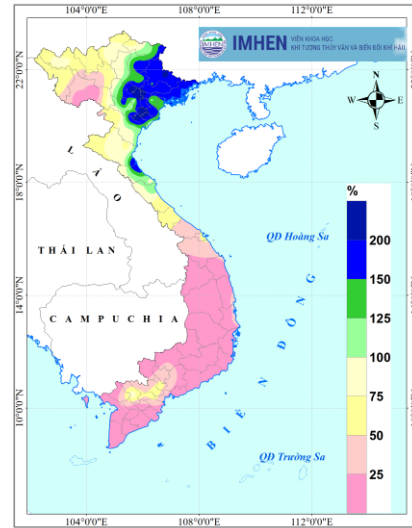 104°0'0"E 108°0'0"E 112°0'0"E
IMHEN
VIỆN KHOA HỌC
KHÍ TƯỢNG THỦY VĂN VÀ BIẾN ĐỔI KHÍ HẬU
22°0'0"N
N
W E
S
LÀO
18°0'0"N
%
THÁI LAN
QĐ Hoàng Sa
200
150
14°0'0"N
CAMPUCHIA
125
100
75
BIỂN ĐÔNG
10°0'0"N
50
QĐ Trường Sa
25
104°0'0"E 108°0'0"E 112°0'0"E